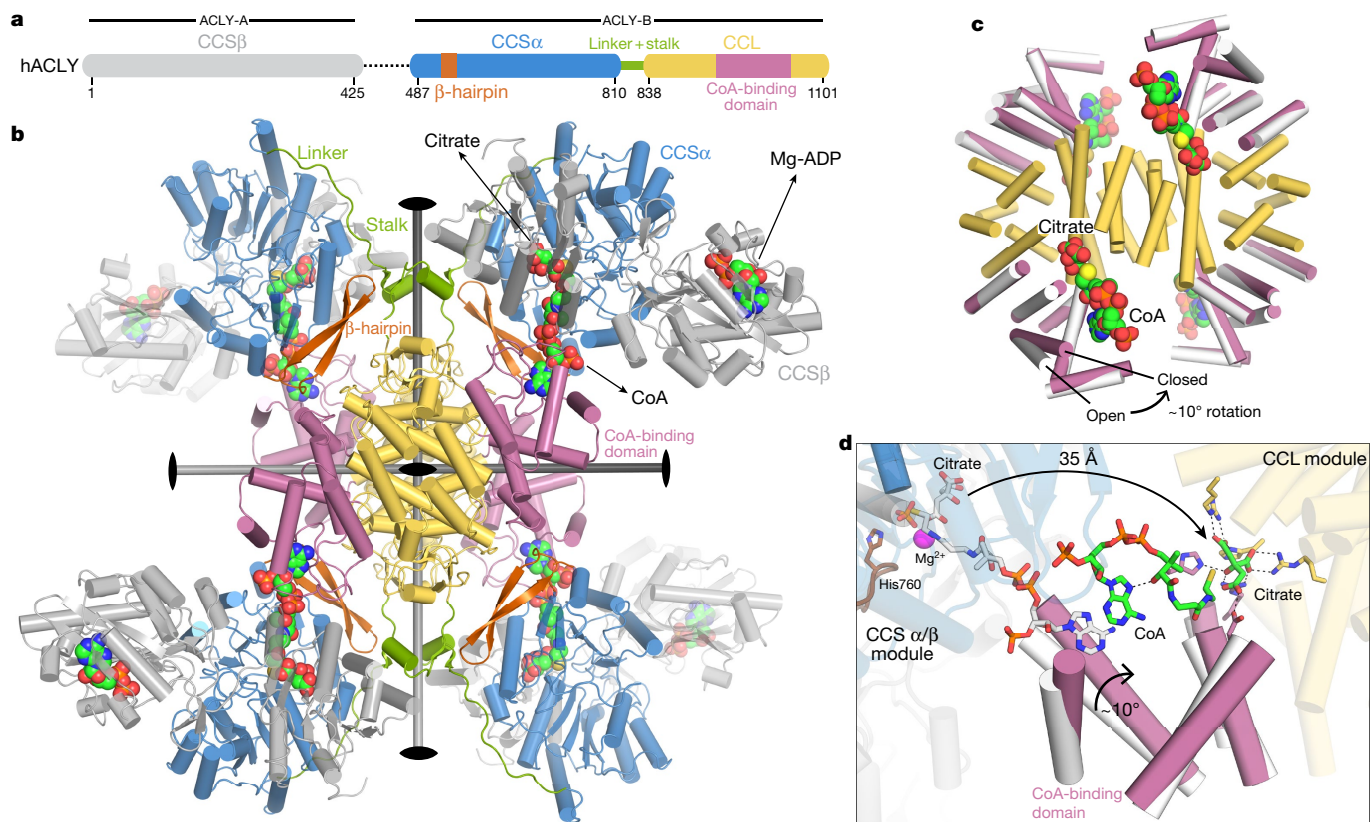 a
ACLY-A
ACLY-B
hACLY
CCSβ
CCSα
Linker + stalk
CCL
1
425
487
β-hairpin
810
838
CoA-binding
domain
1101
b
Linker
Citrate
CCSα
Mg-ADP
Stalk
β-hairpin
CCSβ
CoA
CoA-binding
domain
c
Citrate
CoA
Closed
Open
~10° rotation
d
Citrate
35 Å
CCL module
Mg2+
His760
Citrate
CoA
CCS α/β
module
~10°
CoA-binding
domain